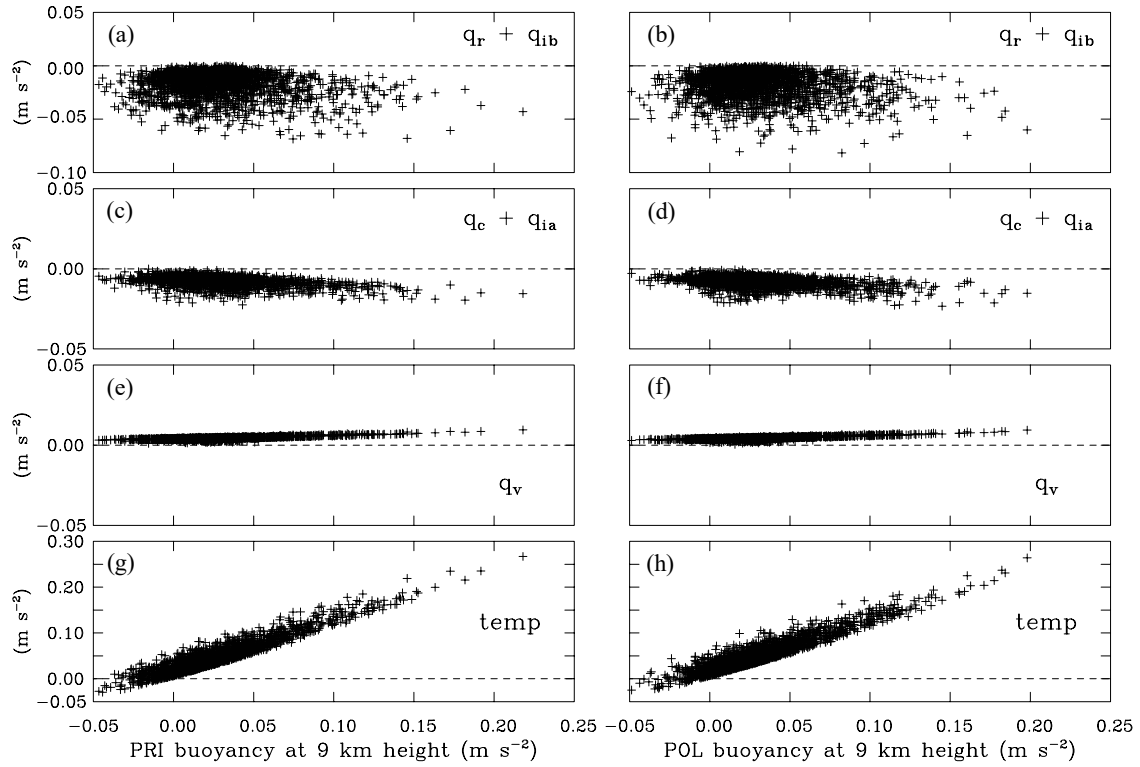 0.05
0.00
−0.05
−0.10
(m s⁻²)
(a)
q_r + q_ib
(b)
q_r + q_ib
0.05
0.00
−0.05
(m s⁻²)
(c)
q_c + q_ia
(d)
q_c + q_ia
0.05
0.00
−0.05
(m s⁻²)
(e)
q_v
(f)
q_v
0.30
0.20
0.10
0.00
−0.05
(m s⁻²)
(g)
temp
(h)
temp
−0.05 0.00 0.05 0.10 0.15 0.20 0.25
−0.05 0.00 0.05 0.10 0.15 0.20 0.25
PRI buoyancy at 9 km height (m s⁻²)
POL buoyancy at 9 km height (m s⁻²)